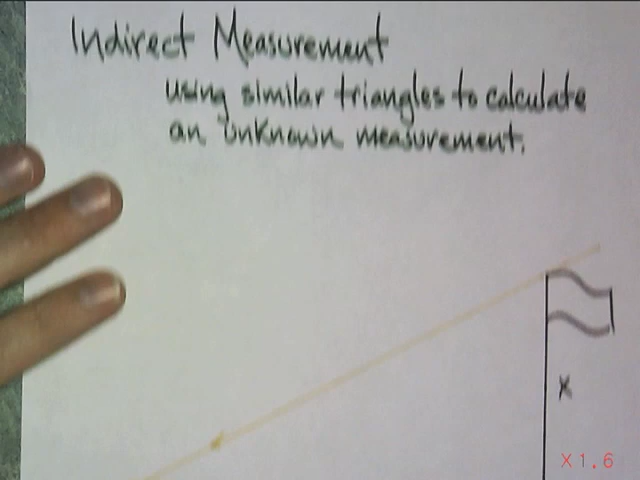 Indirect Measurement
using similar triangles to calculate
an unknown measurement.
x
X1.6